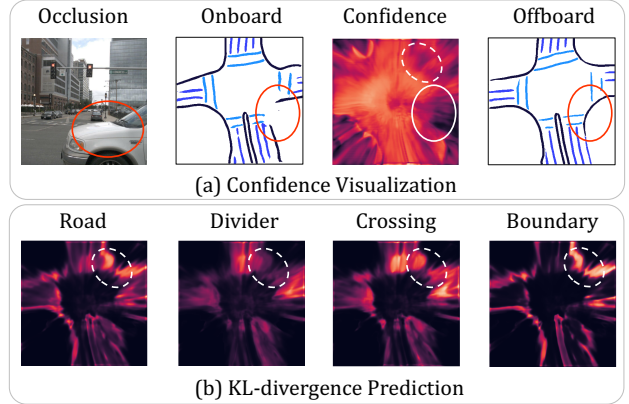 Occlusion Onboard Confidence Offboard
(a) Confidence Visualization
Road Divider Crossing Boundary
(b) KL-divergence Prediction